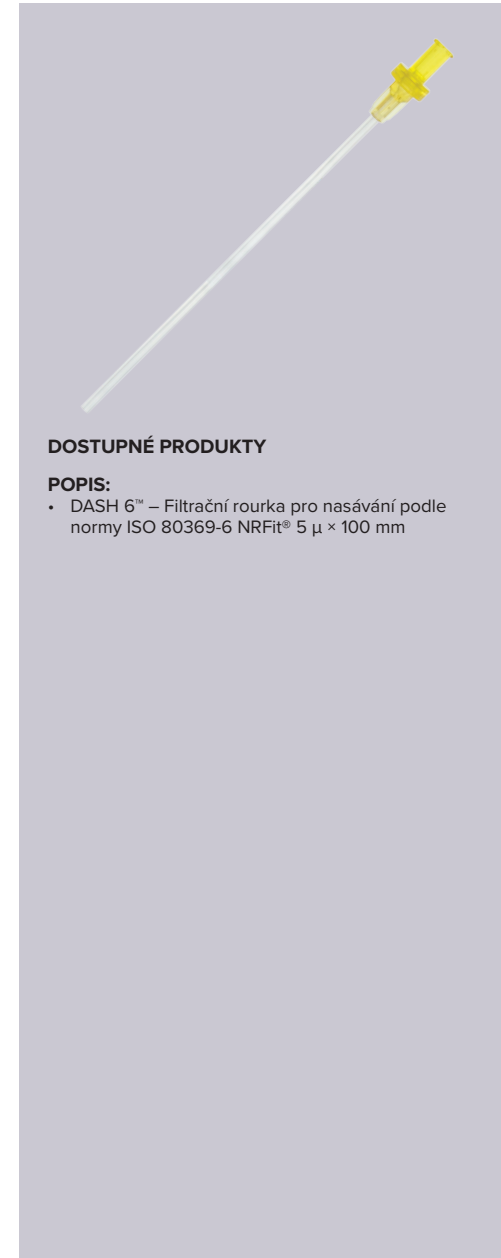 DOSTUPNÉ PRODUKTY
POPIS:
• DASH 6™ – Filtrační rourka pro nasávání podle
normy ISO 80369-6 NRFit® 5 µ × 100 mm